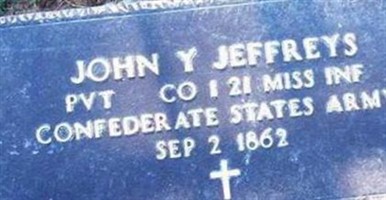 JOHN Y JEFFREYS
PVT CO I 21 MISS INF
CONFEDERATE STATES ARMY
SEP 2 1862